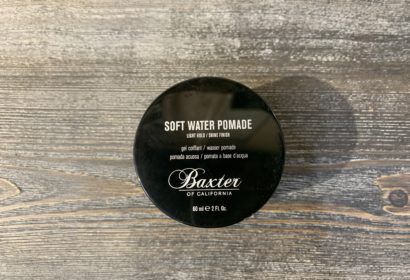 SOFT WATER POMADE
LIGHT HOLD / SHINE FINISH
gel coiffant / wasser pomade
pomada acuosa / pomata a base d'acqua
Baxter
OF CALIFORNIA
60 ml ℮ 2 Fl. Oz.